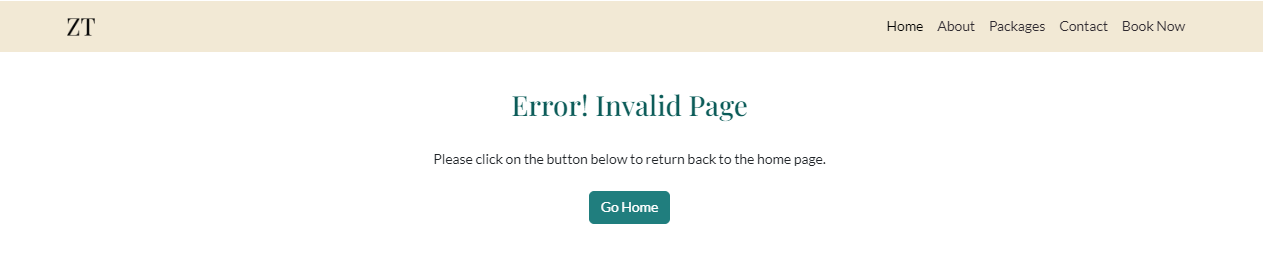 ZT
Home About Packages Contact Book Now
Error! Invalid Page
Please click on the button below to return back to the home page.
Go Home